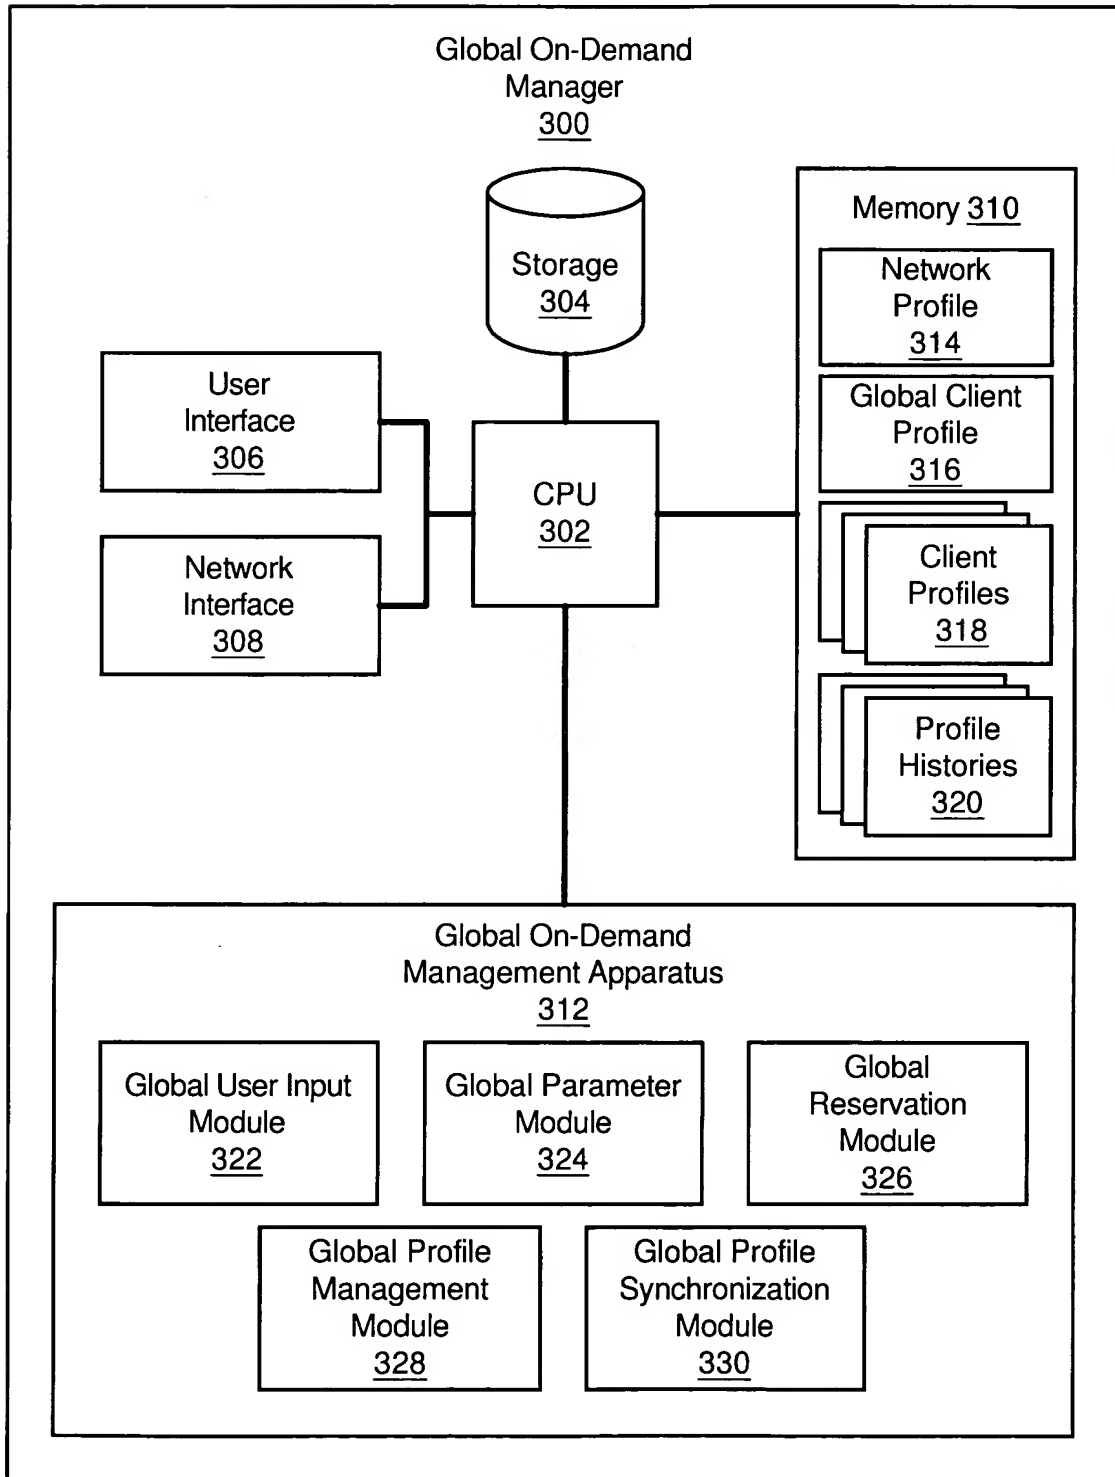 Global On-Demand
Manager
300
Storage
304
Memory 310
Network
Profile
314
Global Client
Profile
316
Client
Profiles
318
Profile
Histories
320
User
Interface
306
Network
Interface
308
CPU
302
Global On-Demand
Management Apparatus
312
Global User Input
Module
322
Global Parameter
Module
324
Global
Reservation
Module
326
Global Profile
Management
Module
328
Global Profile
Synchronization
Module
330